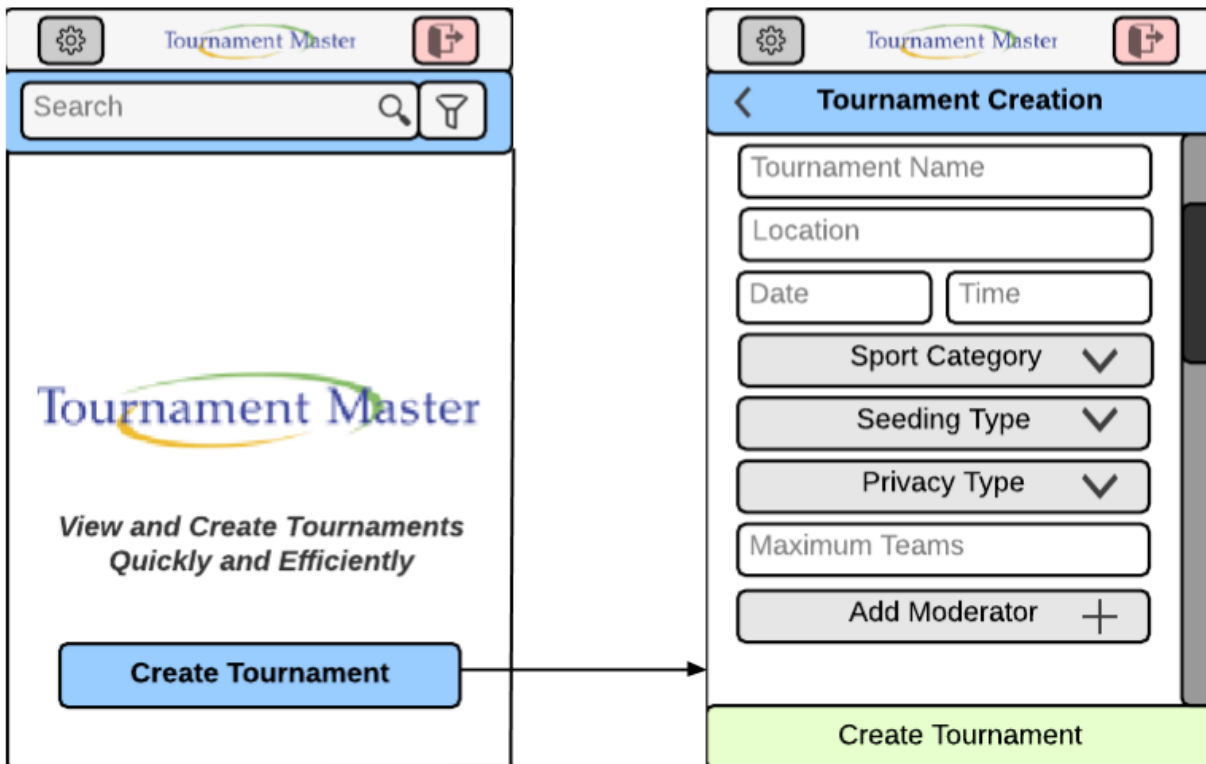 Tournament Master
Search
Tournament Master
View and Create Tournaments
Quickly and Efficiently
Create Tournament
Tournament Master
Tournament Creation
Tournament Name
Location
Date
Time
Sport Category
Seeding Type
Privacy Type
Maximum Teams
Add Moderator
Create Tournament